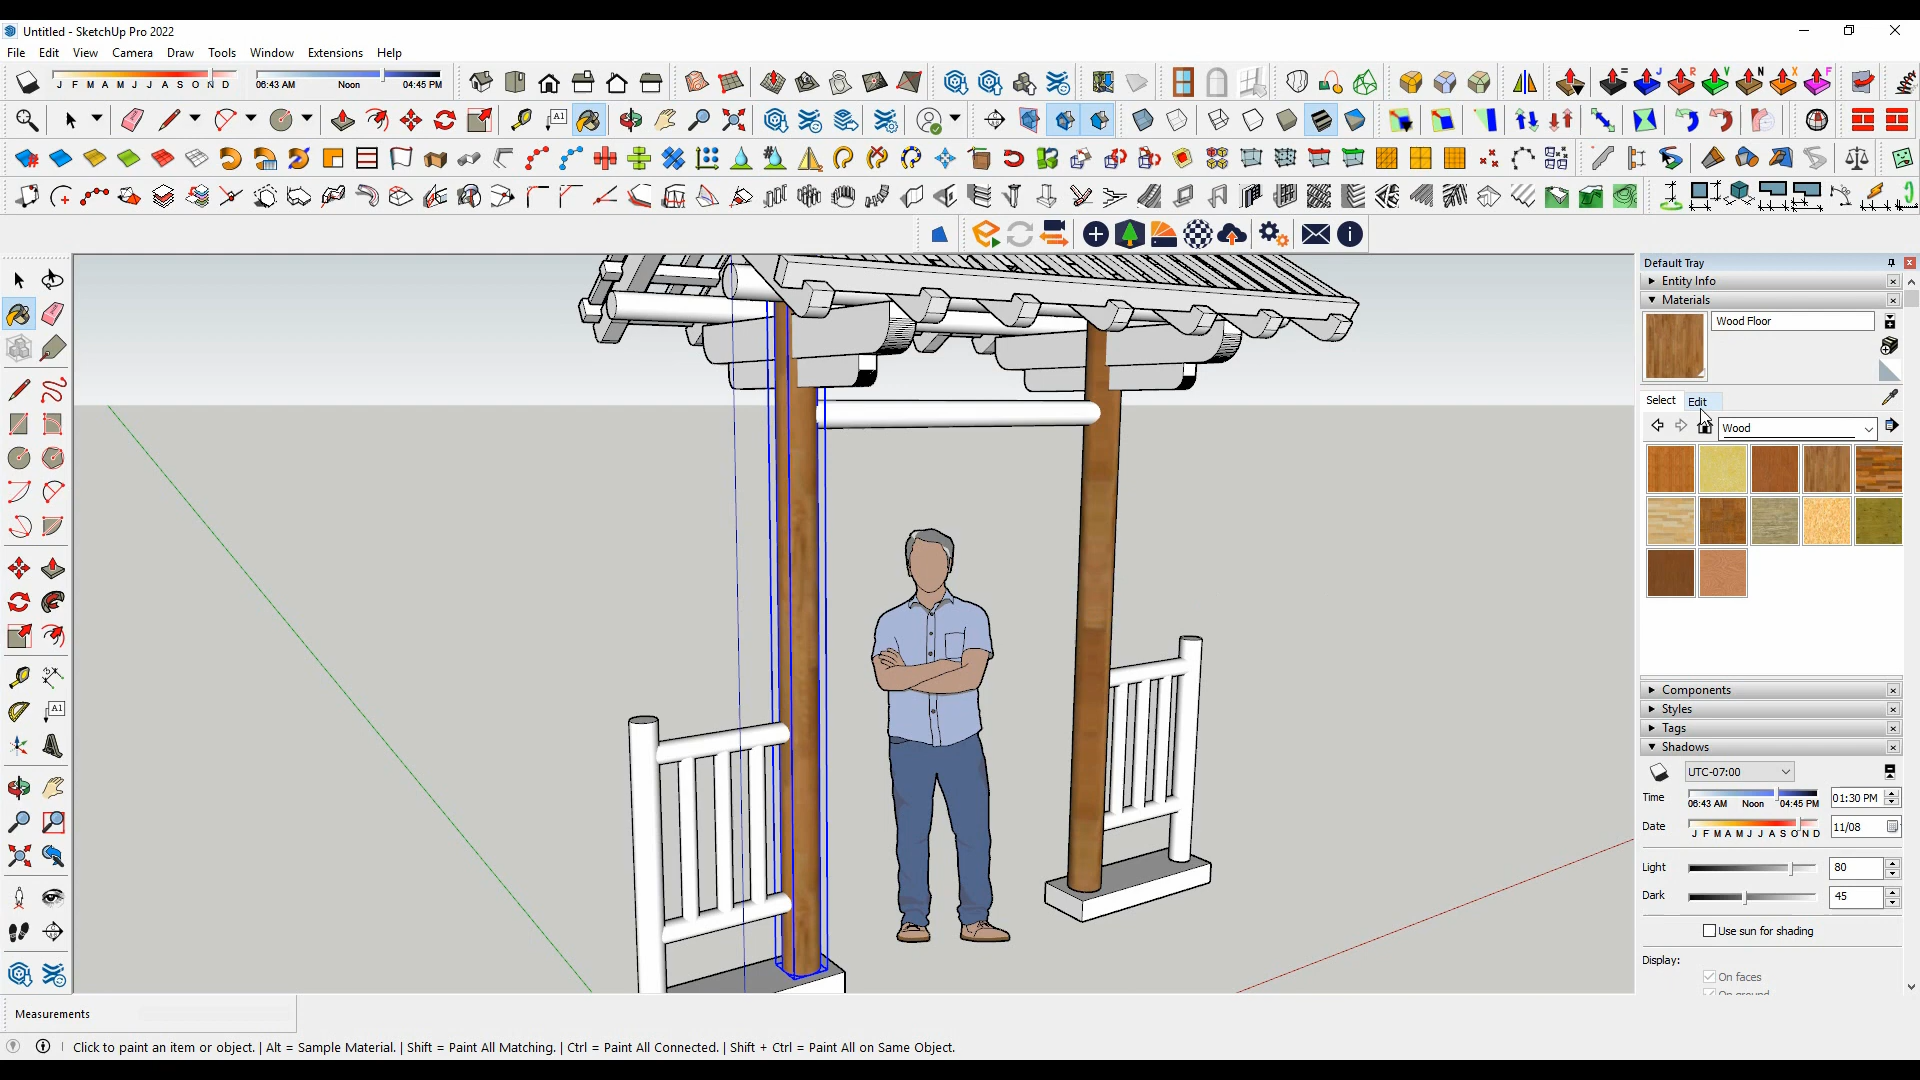 Untitled - SketchUp Pro 2022
File Edit View Camera Draw Tools Window Extensions Help
J F M A M J J A S O N D
06:43 AM Noon 04:45 PM
A1
Default Tray
Entity Info
Materials
Wood Floor
Select Edit
Wood
A1
Components
Styles
Tags
Shadows
UTC-07:00
Time 06:43 AM Noon 04:45 PM 01:30 PM
Date J F M A M J J A S O N D 11/08
Light 80
Dark 45
Use sun for shading
Display:
On faces
On ground
Measurements
Click to paint an item or object. | Alt = Sample Material. | Shift = Paint All Matching. | Ctrl = Paint All Connected. | Shift + Ctrl = Paint All on Same Object.